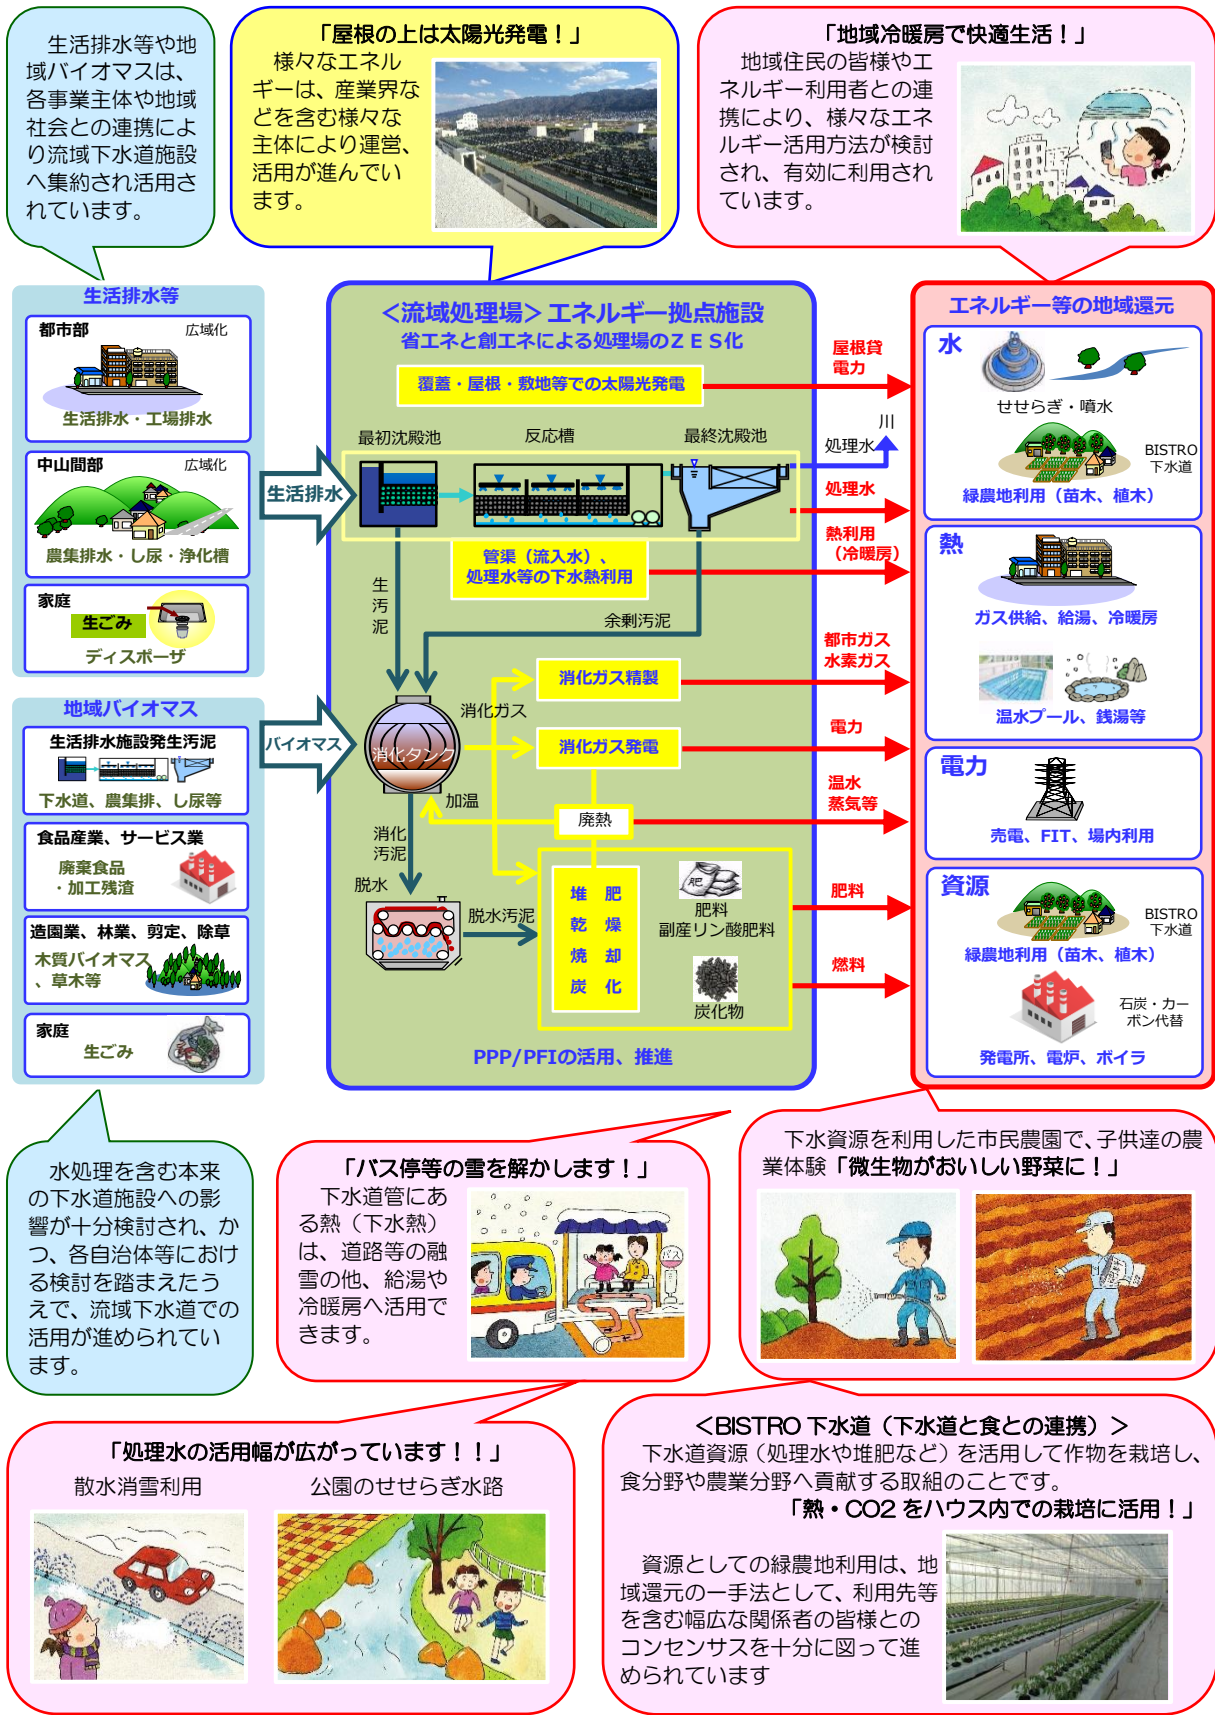 生活排水等や地
域バイオマスは、
各事業主体や地域
社会との連携によ
り流域下水道施設
へ集約され活用さ
れています。
「屋根の上は太陽光発電！」
様々なエネル
ギーは、産業界な
どを含む様々な
主体により運営、
活用が進んでい
ます。
「地域冷暖房で快適生活！」
地域住民の皆様やエ
ネルギー利用者との連
携により、様々なエネ
ルギー活用方法が検討
され、有効に利用され
ています。
生活排水等
都市部
広域化
生活排水・工場排水
中山間部
広域化
農集排水・し尿・浄化槽
家庭
生ごみ
ディスポーザ
地域バイオマス
生活排水施設発生汚泥
下水道、農集排、し尿等
食品産業、サービス業
廃棄食品
・加工残渣
造園業、林業、剪定、除草
木質バイオマス
、草木等
家庭
生ごみ
生活排水
バイオマス
＜流域処理場＞エネルギー拠点施設
省エネと創エネによる処理場のＺＥＳ化
覆蓋・屋根・敷地等での太陽光発電
最初沈殿池
反応槽
最終沈殿池
管渠（流入水）、
処理水等の下水熱利用
生
汚
泥
余剰汚泥
消化ガス精製
消化ガス
消化ガス発電
消化タンク
加温
廃熱
消化
汚泥
脱水
脱水汚泥
堆　肥
乾　燥
焼　却
炭　化
肥
肥料
副産リン酸肥料
炭化物
PPP/PFIの活用、推進
屋根貸
電力
川
処理水
処理水
熱利用
（冷暖房）
都市ガス
水素ガス
電力
温水
蒸気等
肥料
燃料
エネルギー等の地域還元
水
せせらぎ・噴水
BISTRO
下水道
緑農地利用（苗木、植木）
熱
ガス供給、給湯、冷暖房
温水プール、銭湯等
電力
売電、FIT、場内利用
資源
BISTRO
下水道
緑農地利用（苗木、植木）
石炭・カー
ボン代替
発電所、電炉、ボイラ
水処理を含む本来
の下水道施設への影
響が十分検討され、か
つ、各自治体等におけ
る検討を踏まえたう
えで、流域下水道での
活用が進められてい
ます。
「バス停等の雪を解かします！」
下水道管にあ
る熱（下水熱）
は、道路等の融
雪の他、給湯や
冷暖房へ活用で
きます。
バス
下水資源を利用した市民農園で、子供達の農
業体験「微生物がおいしい野菜に！」
「処理水の活用幅が広がっています！！」
散水消雪利用
公園のせせらぎ水路
＜BISTRO 下水道（下水道と食との連携）＞
下水道資源（処理水や堆肥など）を活用して作物を栽培し、
食分野や農業分野へ貢献する取組のことです。
「熱・CO2 をハウス内での栽培に活用！」
資源としての緑農地利用は、地
域還元の一手法として、利用先等
を含む幅広な関係者の皆様との
コンセンサスを十分に図って進
められています